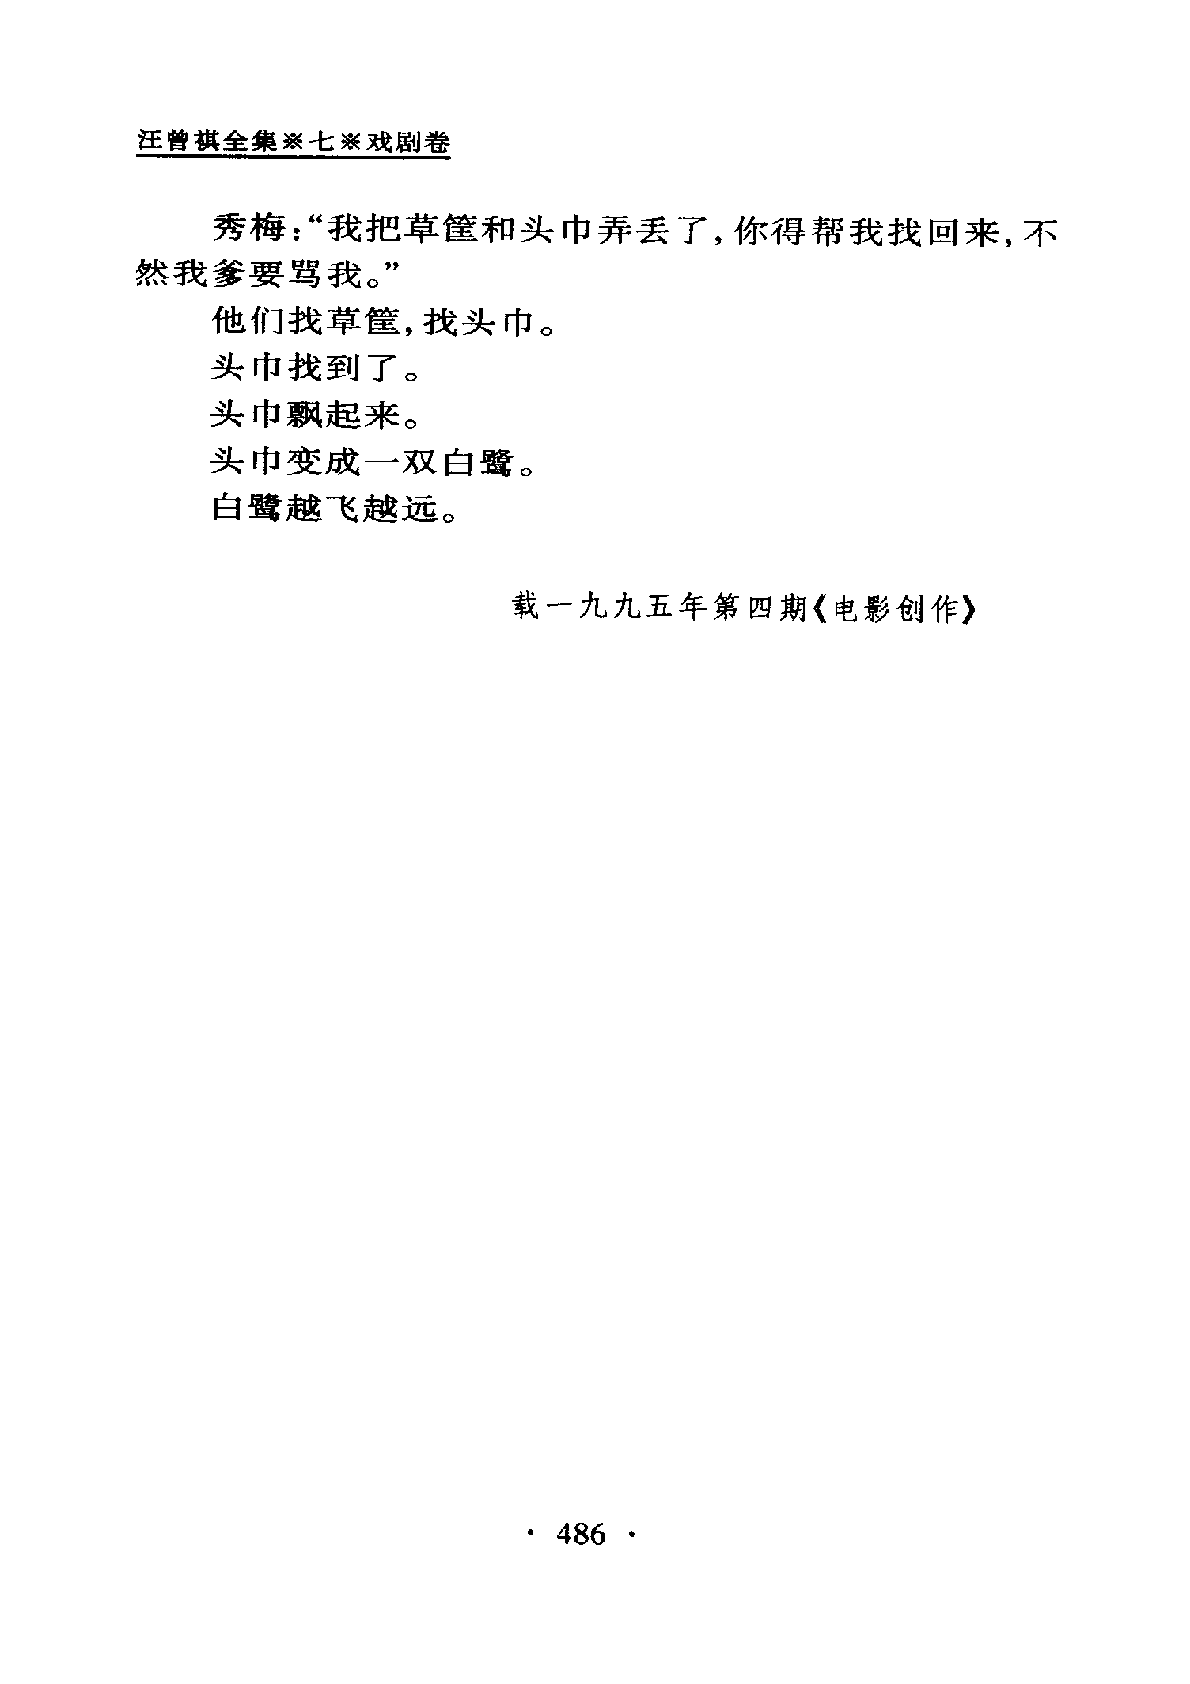 汪曾祺全集※七※戏剧卷
秀梅：“我把草筐和头巾弄丢了，你得帮我找回来，不
然我爹要骂我。”
他们找草筐，找头巾。
头巾找到了。
头巾飘起来。
头巾变成一双白鹭。
白鹭越飞越远。
载一九九五年第四期《电影创作》
· 486 ·